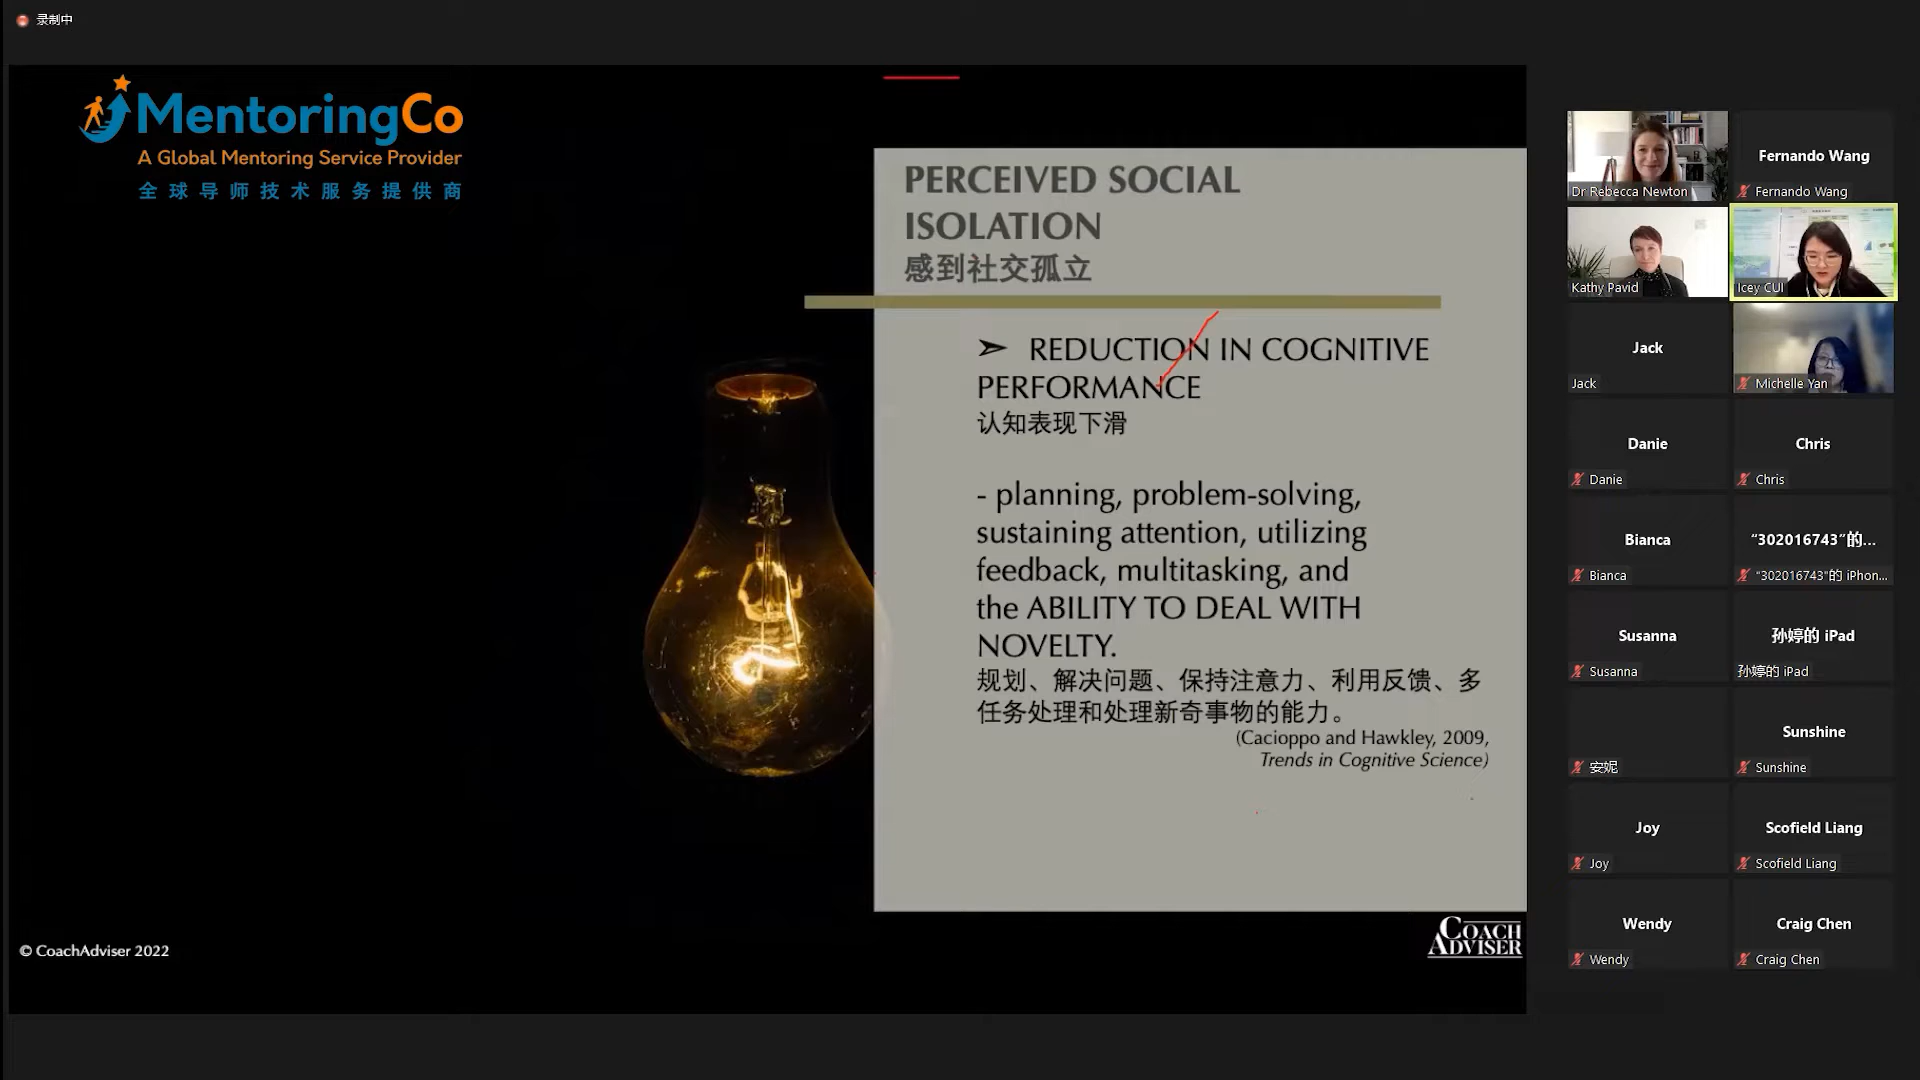 录制中
MentoringCo
A Global Mentoring Service Provider
全球导师技术服务提供商
PERCEIVED SOCIAL
ISOLATION
感到社交孤立
➢ REDUCTION IN COGNITIVE
PERFORMANCE
认知表现下滑
- planning, problem-solving,
sustaining attention, utilizing
feedback, multitasking, and
the ABILITY TO DEAL WITH
NOVELTY.
规划、解决问题、保持注意力、利用反馈、多
任务处理和处理新奇事物的能力。
(Cacioppo and Hawkley, 2009,
Trends in Cognitive Science)
© CoachAdviser 2022
COACH
ADVISER
Dr Rebecca Newton
Fernando Wang
Fernando Wang
Kathy Pavid
Icey CUI
Jack
Jack
Michelle Yan
Danie
Danie
Chris
Chris
Bianca
Bianca
“302016743”的...
“302016743”的 iPhon...
Susanna
Susanna
孙婷的 iPad
孙婷的 iPad
安妮
Sunshine
Sunshine
Joy
Joy
Scofield Liang
Scofield Liang
Wendy
Wendy
Craig Chen
Craig Chen